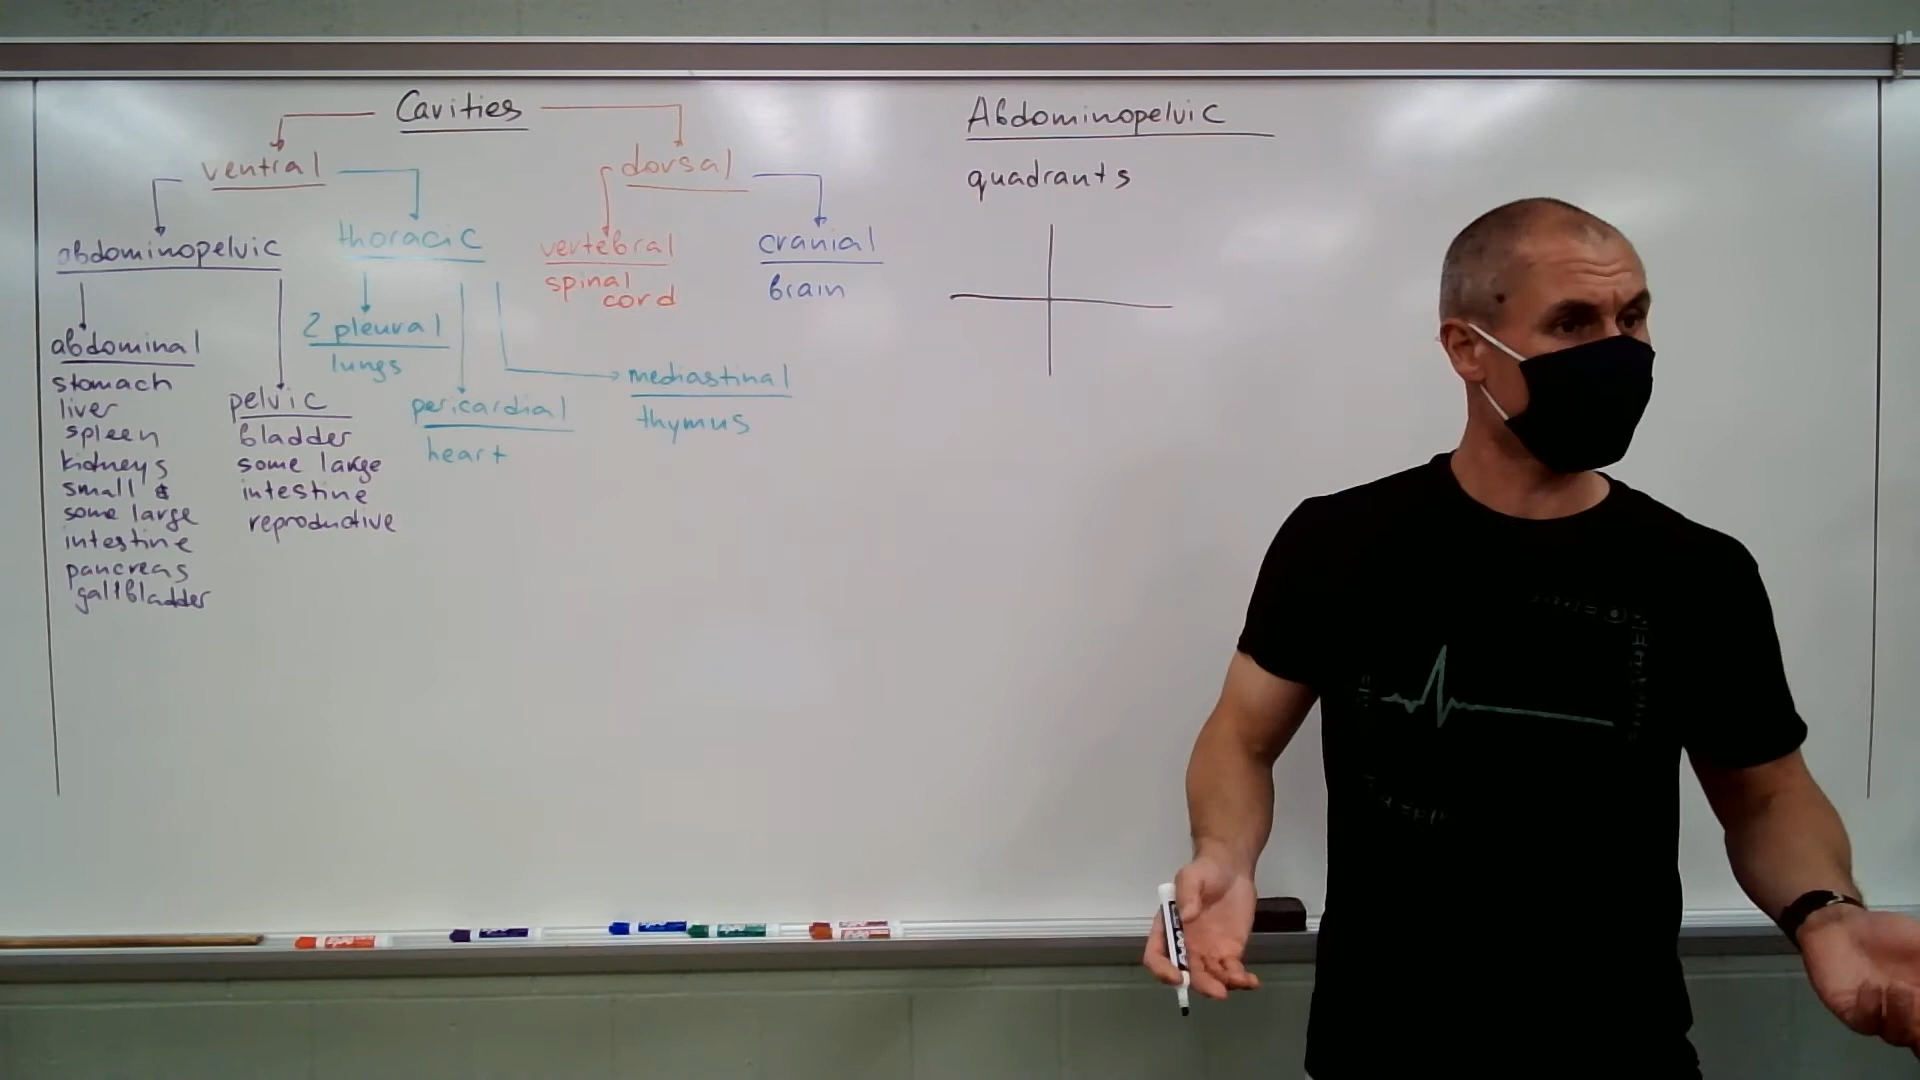 Cavities
ventral
dorsal
abdominopelvic
thoracic
vertebral
spinal
cord
cranial
brain
abdominal
stomach
liver
spleen
kidneys
small &
some large
intestine
pancreas
gallbladder
pelvic
bladder
some large
intestine
reproductive
2 pleural
lungs
pericardial
heart
mediastinal
thymus
Abdominopelvic
quadrants